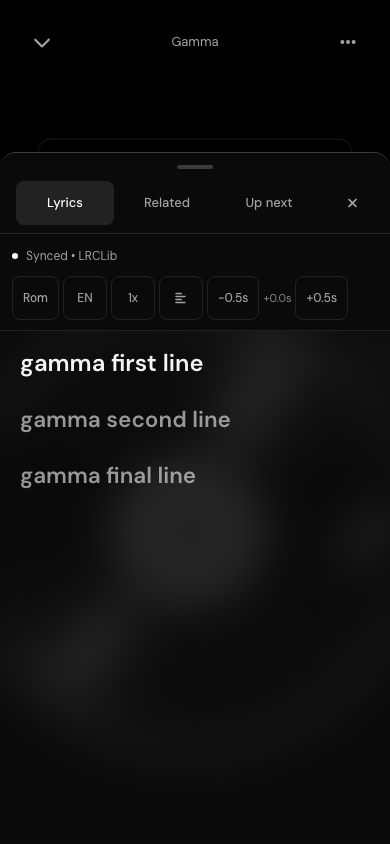 Gamma
Lyrics Related Up next
Synced • LRCLib
Rom EN 1x -0.5s +0.0s +0.5s
gamma first line
gamma second line
gamma final line